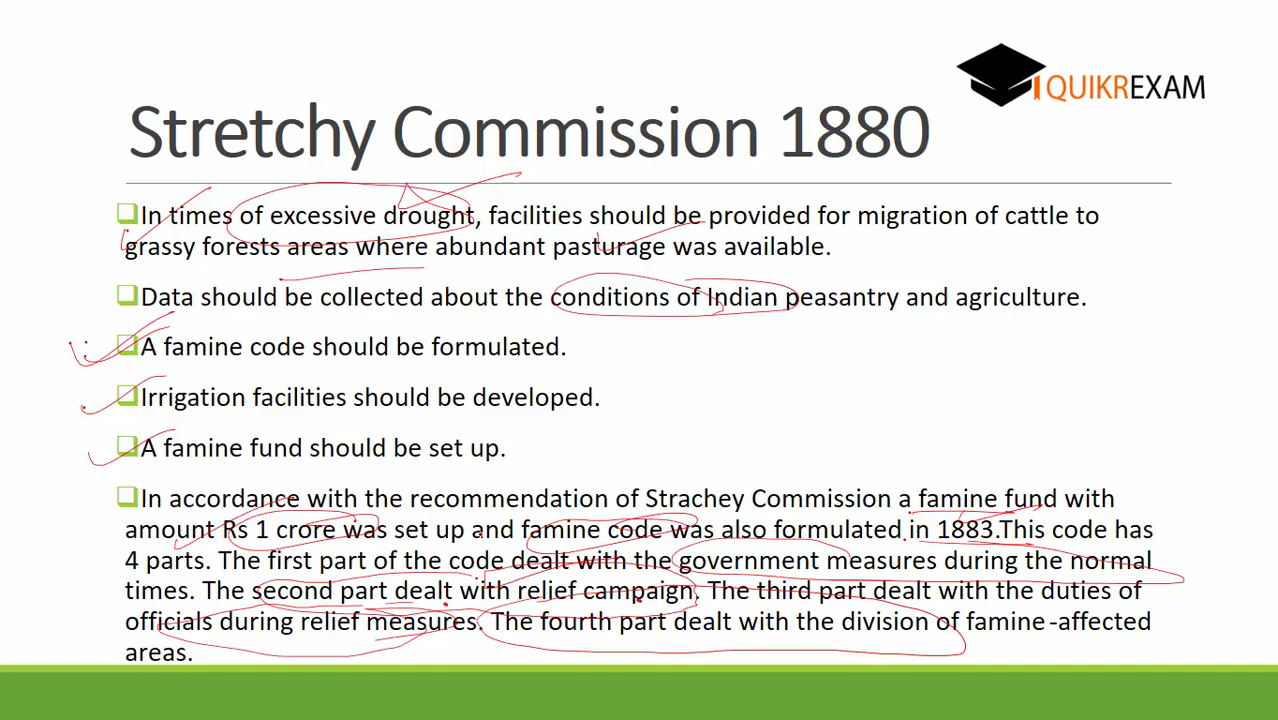 QUIKREXAM
Stretchy Commission 1880
In times of excessive drought, facilities should be provided for migration of cattle to
grassy forests areas where abundant pasturage was available.
Data should be collected about the conditions of Indian peasantry and agriculture.
A famine code should be formulated.
Irrigation facilities should be developed.
A famine fund should be set up.
In accordance with the recommendation of Strachey Commission a famine fund with
amount Rs 1 crore was set up and famine code was also formulated in 1883.This code has
4 parts. The first part of the code dealt with the government measures during the normal
times. The second part dealt with relief campaign. The third part dealt with the duties of
officials during relief measures. The fourth part dealt with the division of famine-affected
areas.